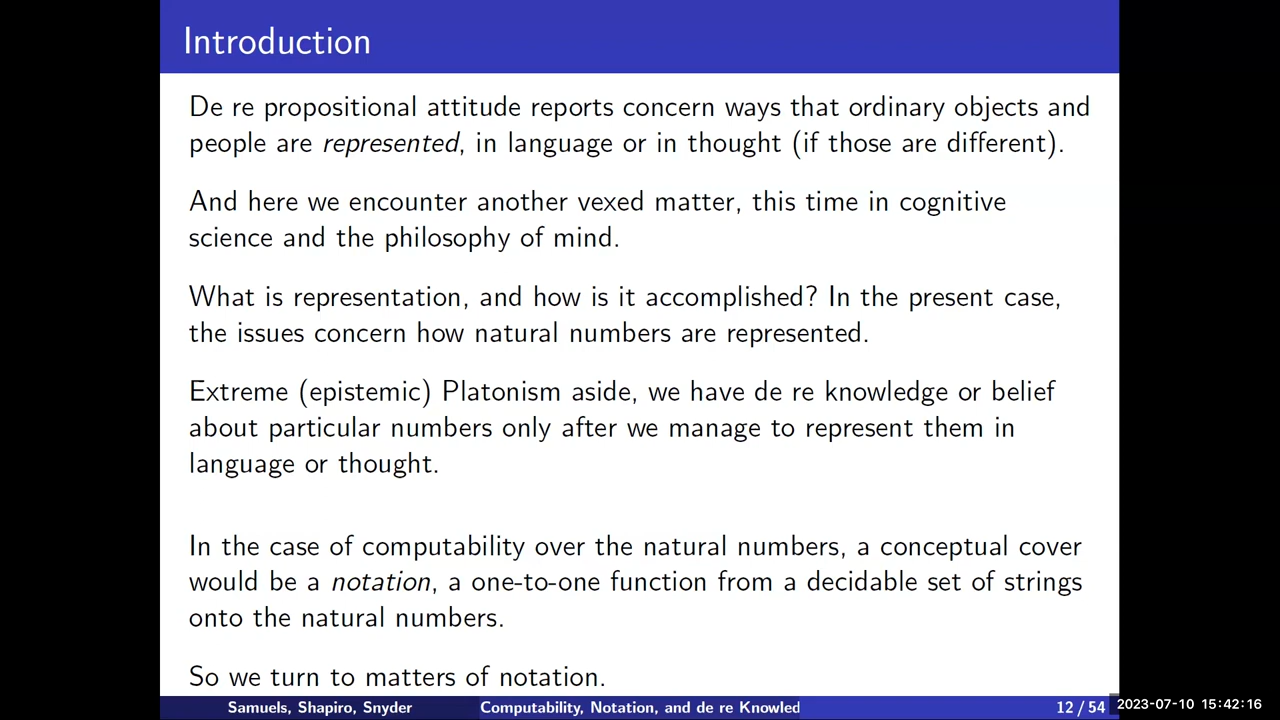 Introduction
De re propositional attitude reports concern ways that ordinary objects and
people are represented, in language or in thought (if those are different).
And here we encounter another vexed matter, this time in cognitive
science and the philosophy of mind.
What is representation, and how is it accomplished? In the present case,
the issues concern how natural numbers are represented.
Extreme (epistemic) Platonism aside, we have de re knowledge or belief
about particular numbers only after we manage to represent them in
language or thought.
In the case of computability over the natural numbers, a conceptual cover
would be a notation, a one-to-one function from a decidable set of strings
onto the natural numbers.
So we turn to matters of notation.
Samuels, Shapiro, Snyder
Computability, Notation, and de re Knowled
12 / 54
2023-07-10 15:42:16